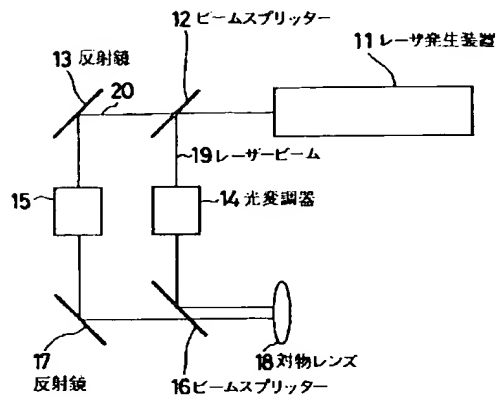 12 ビームスプリッター
11 レーザ発生装置
13 反射鏡
20
19 レーザービーム
15
14 光変調器
17
反射鏡
18 対物レンズ
16 ビームスプリッター